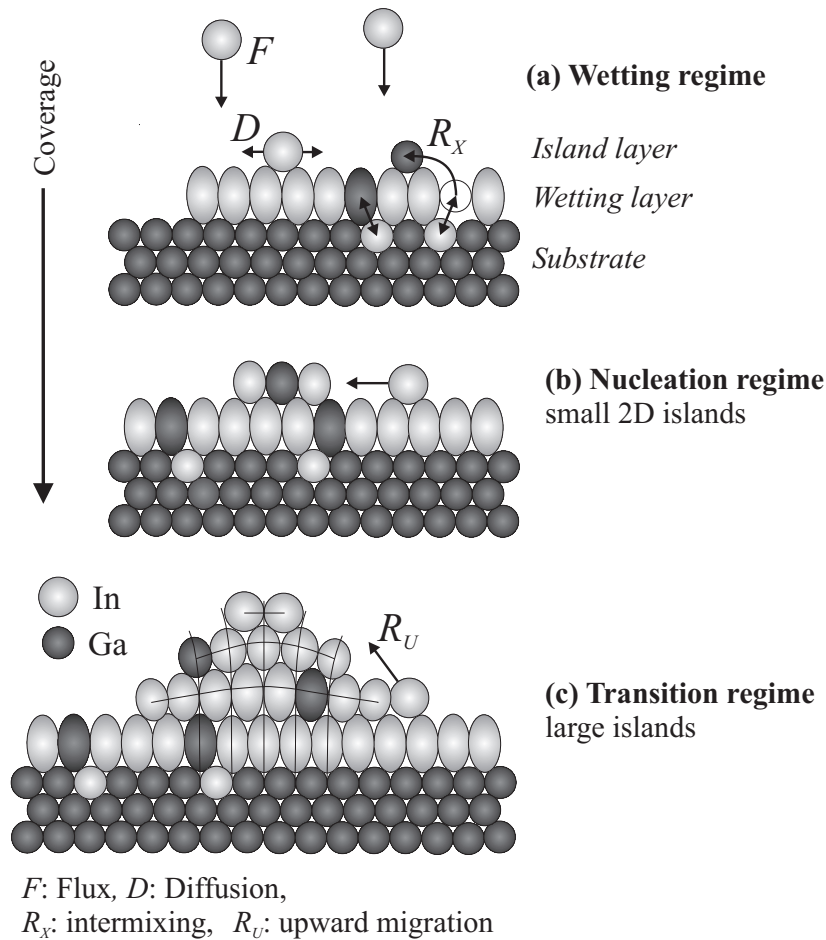 F
(a) Wetting regime
Coverage
D
R_X
Island layer
Wetting layer
Substrate
(b) Nucleation regime
small 2D islands
In
Ga
R_U
(c) Transition regime
large islands
F: Flux, D: Diffusion,
R_X: intermixing, R_U: upward migration